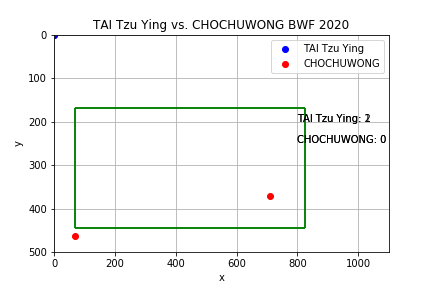 TAI Tzu Ying vs. CHOCHUWONG BWF 2020
TAI Tzu Ying
CHOCHUWONG
0
100
TAI Tzu Ying:
200
CHOCHUWONG: 0
y
300
400
500
0 200 400 600 800 1000
x